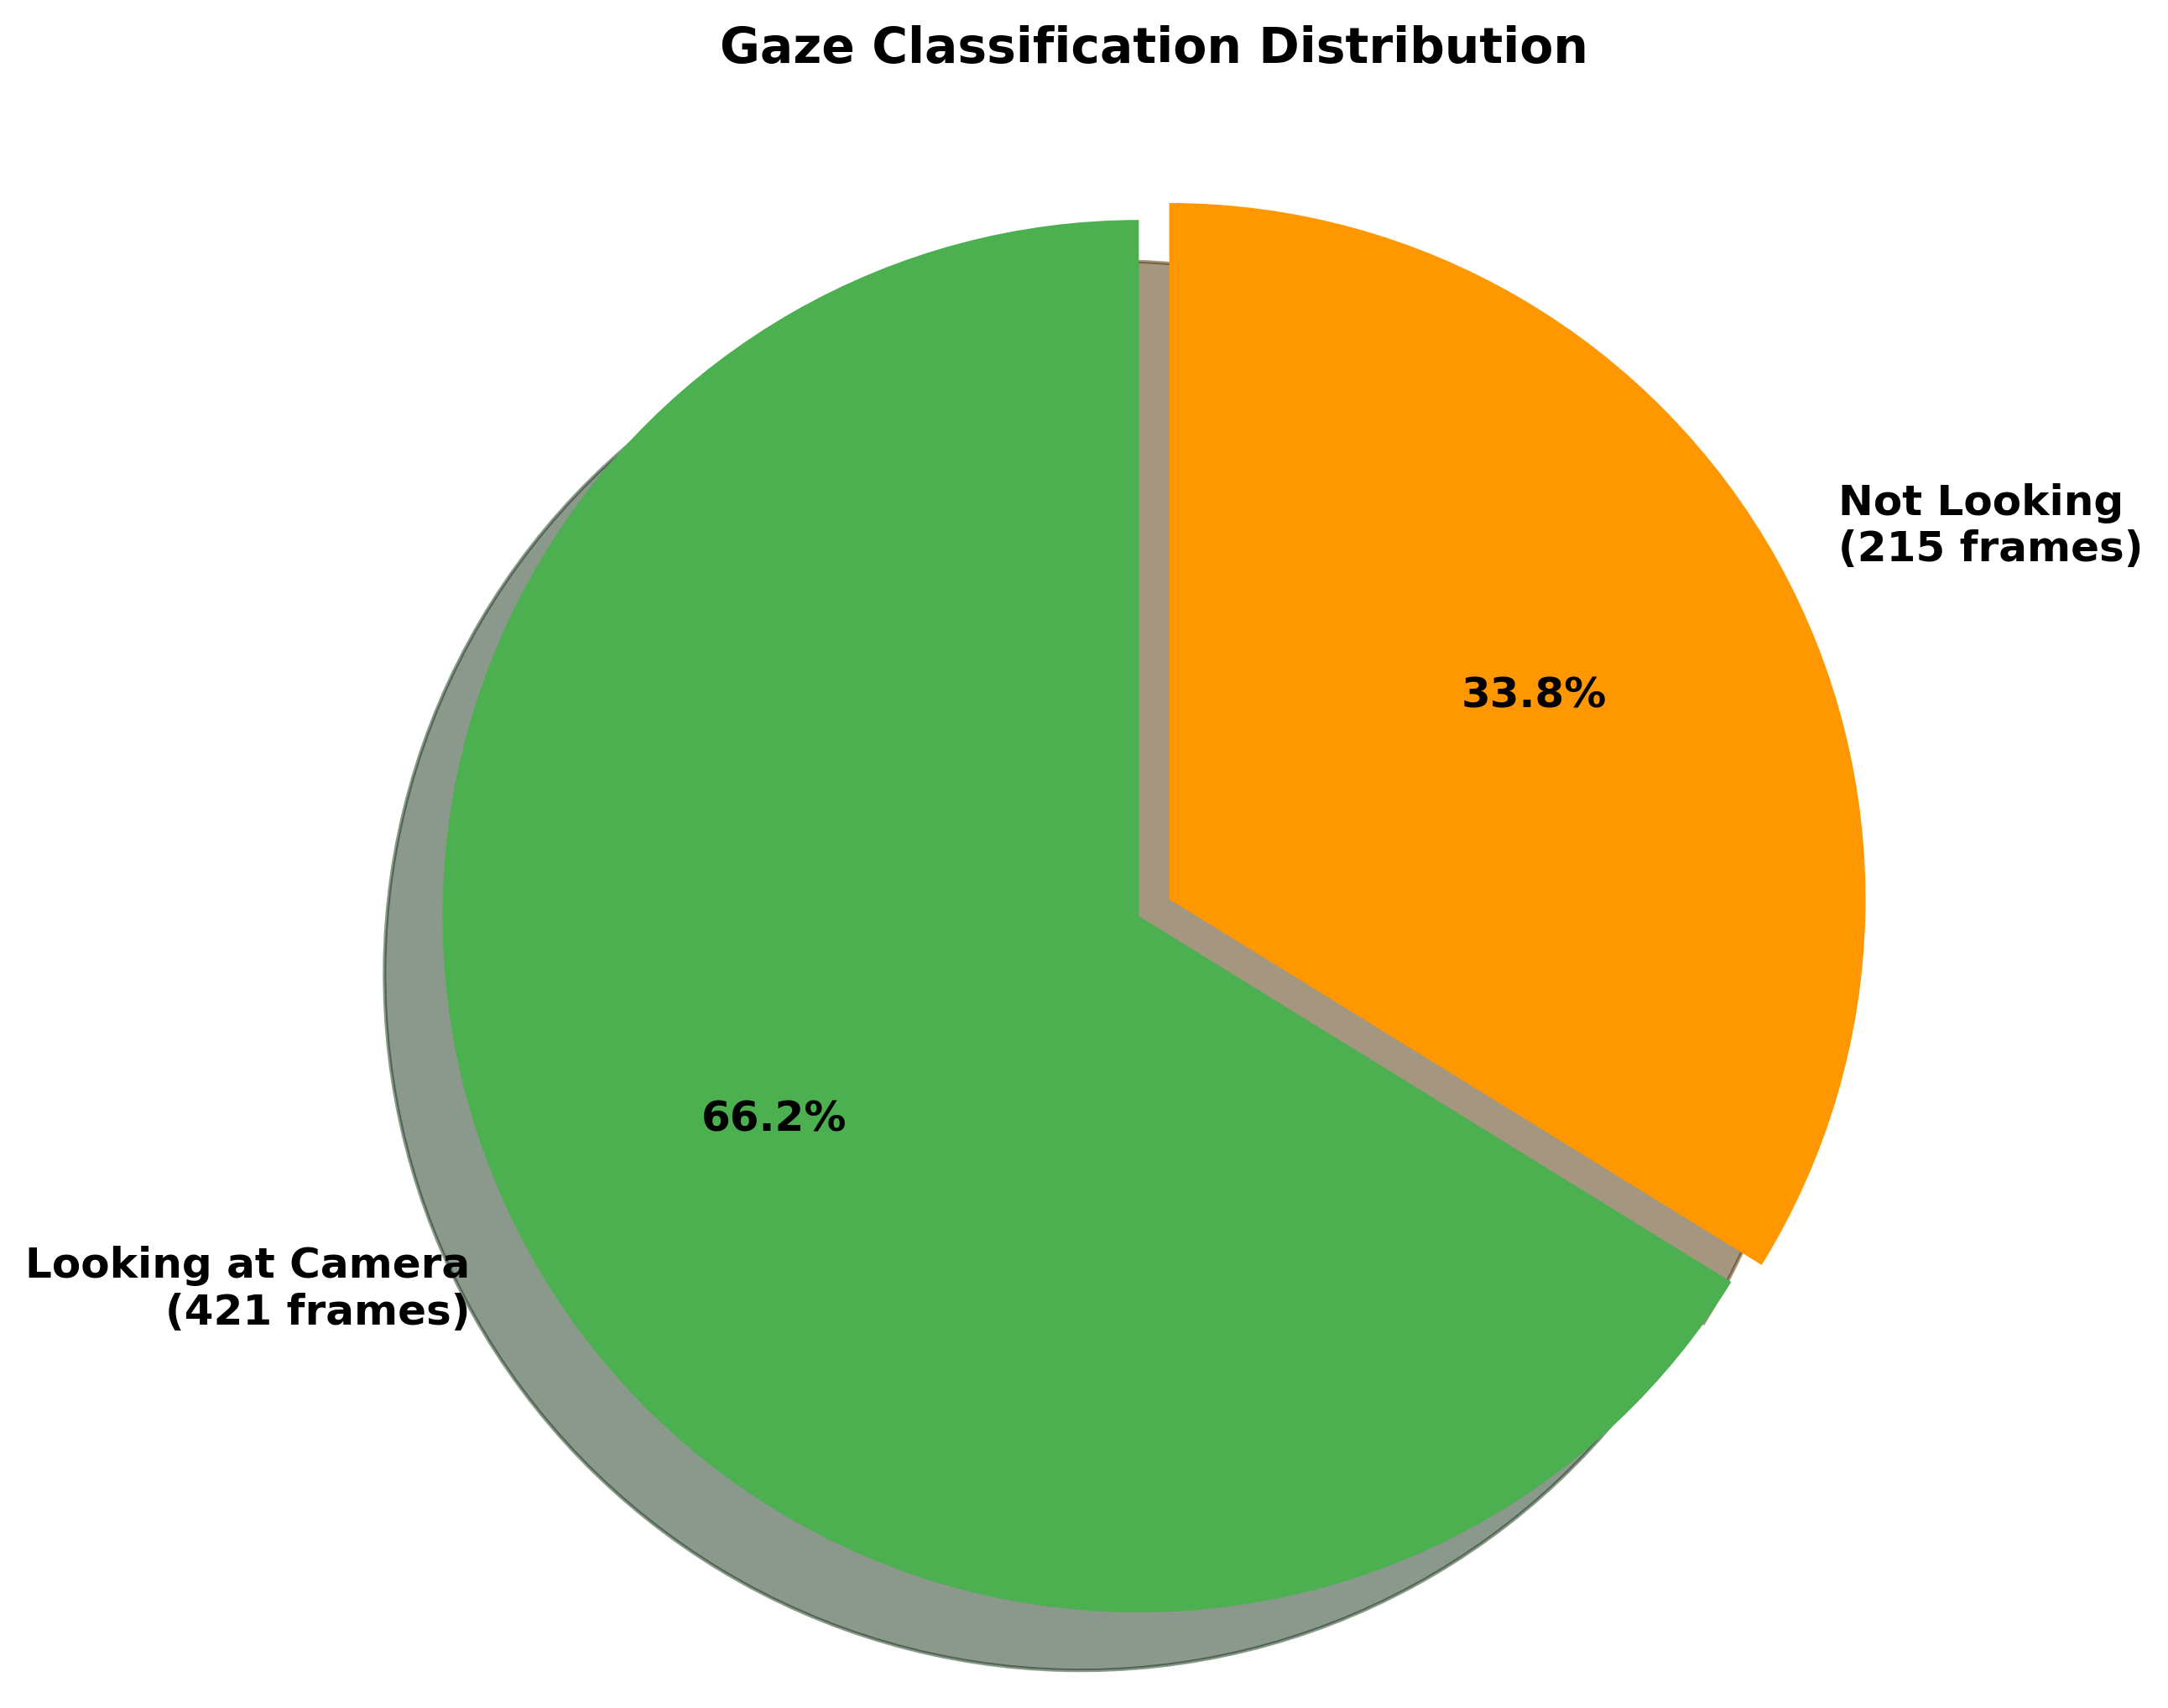 Gaze Classification Distribution
Not Looking
(215 frames)
33.8%
66.2%
Looking at Camera
(421 frames)